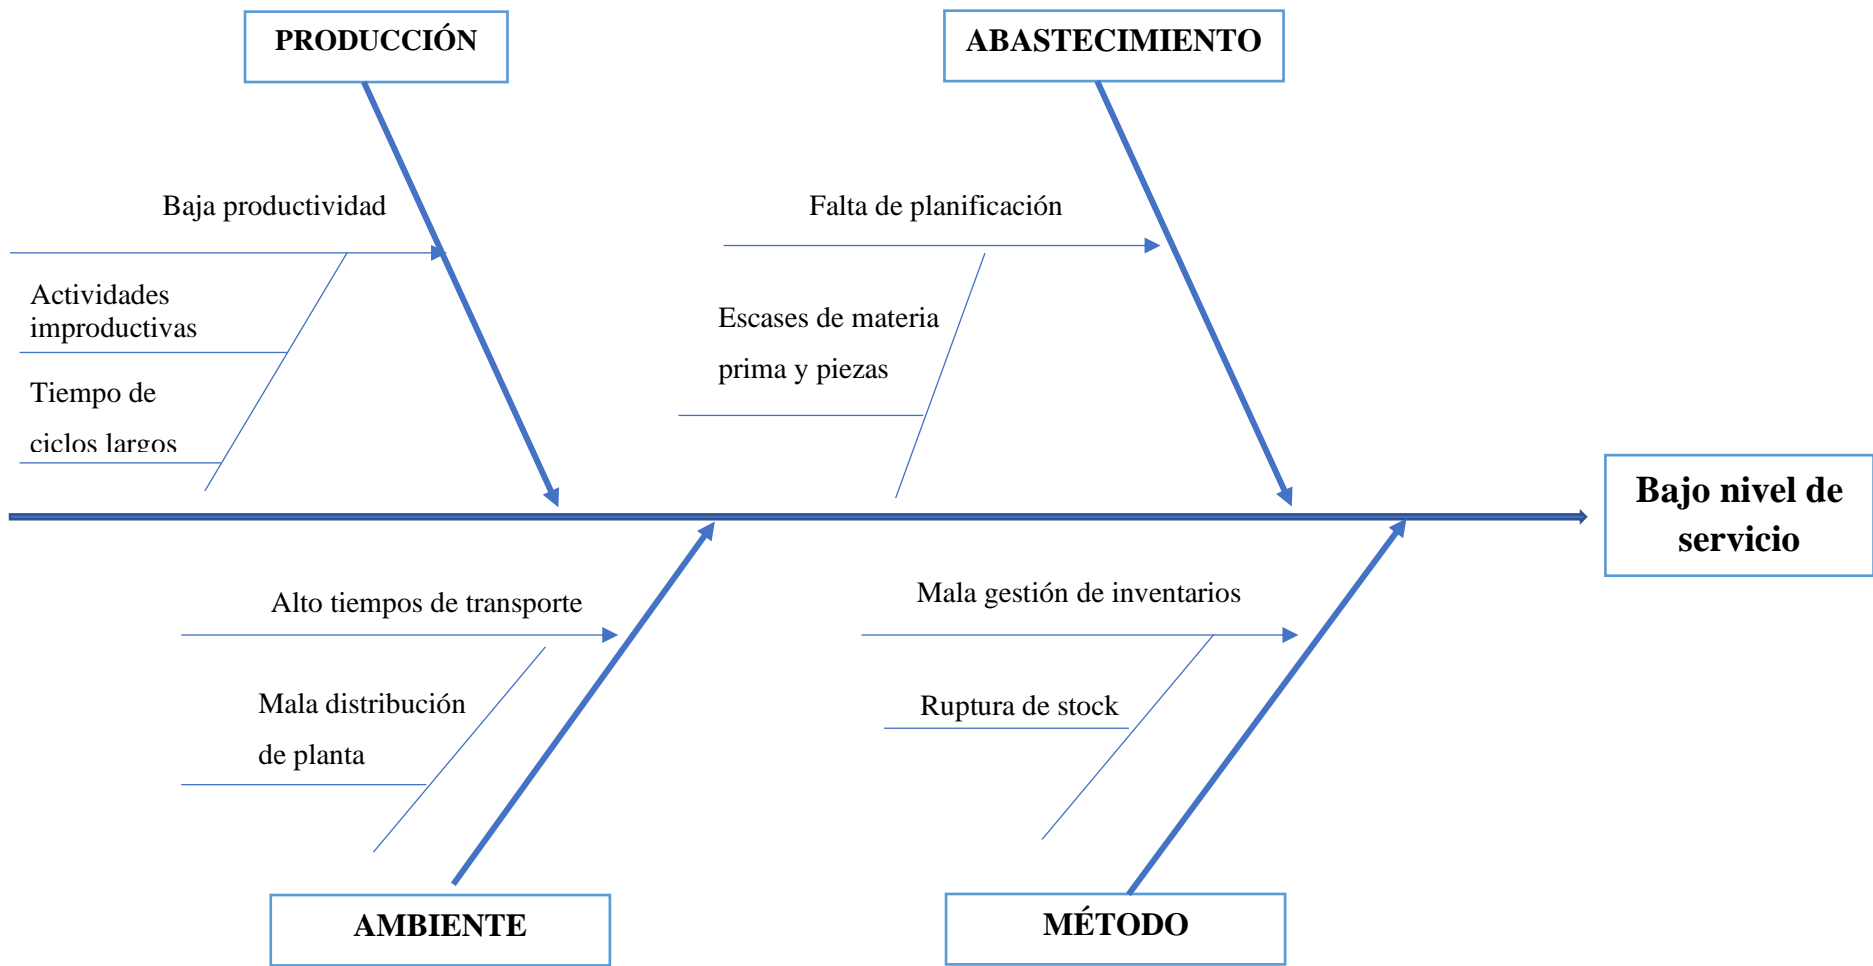 PRODUCCIÓN
ABASTECIMIENTO
Baja productividad
Falta de planificación
Actividades
improductivas
Escases de materia
prima y piezas
Tiempo de
ciclos largos
Bajo nivel de
servicio
Alto tiempos de transporte
Mala gestión de inventarios
Mala distribución
de planta
Ruptura de stock
AMBIENTE
MÉTODO